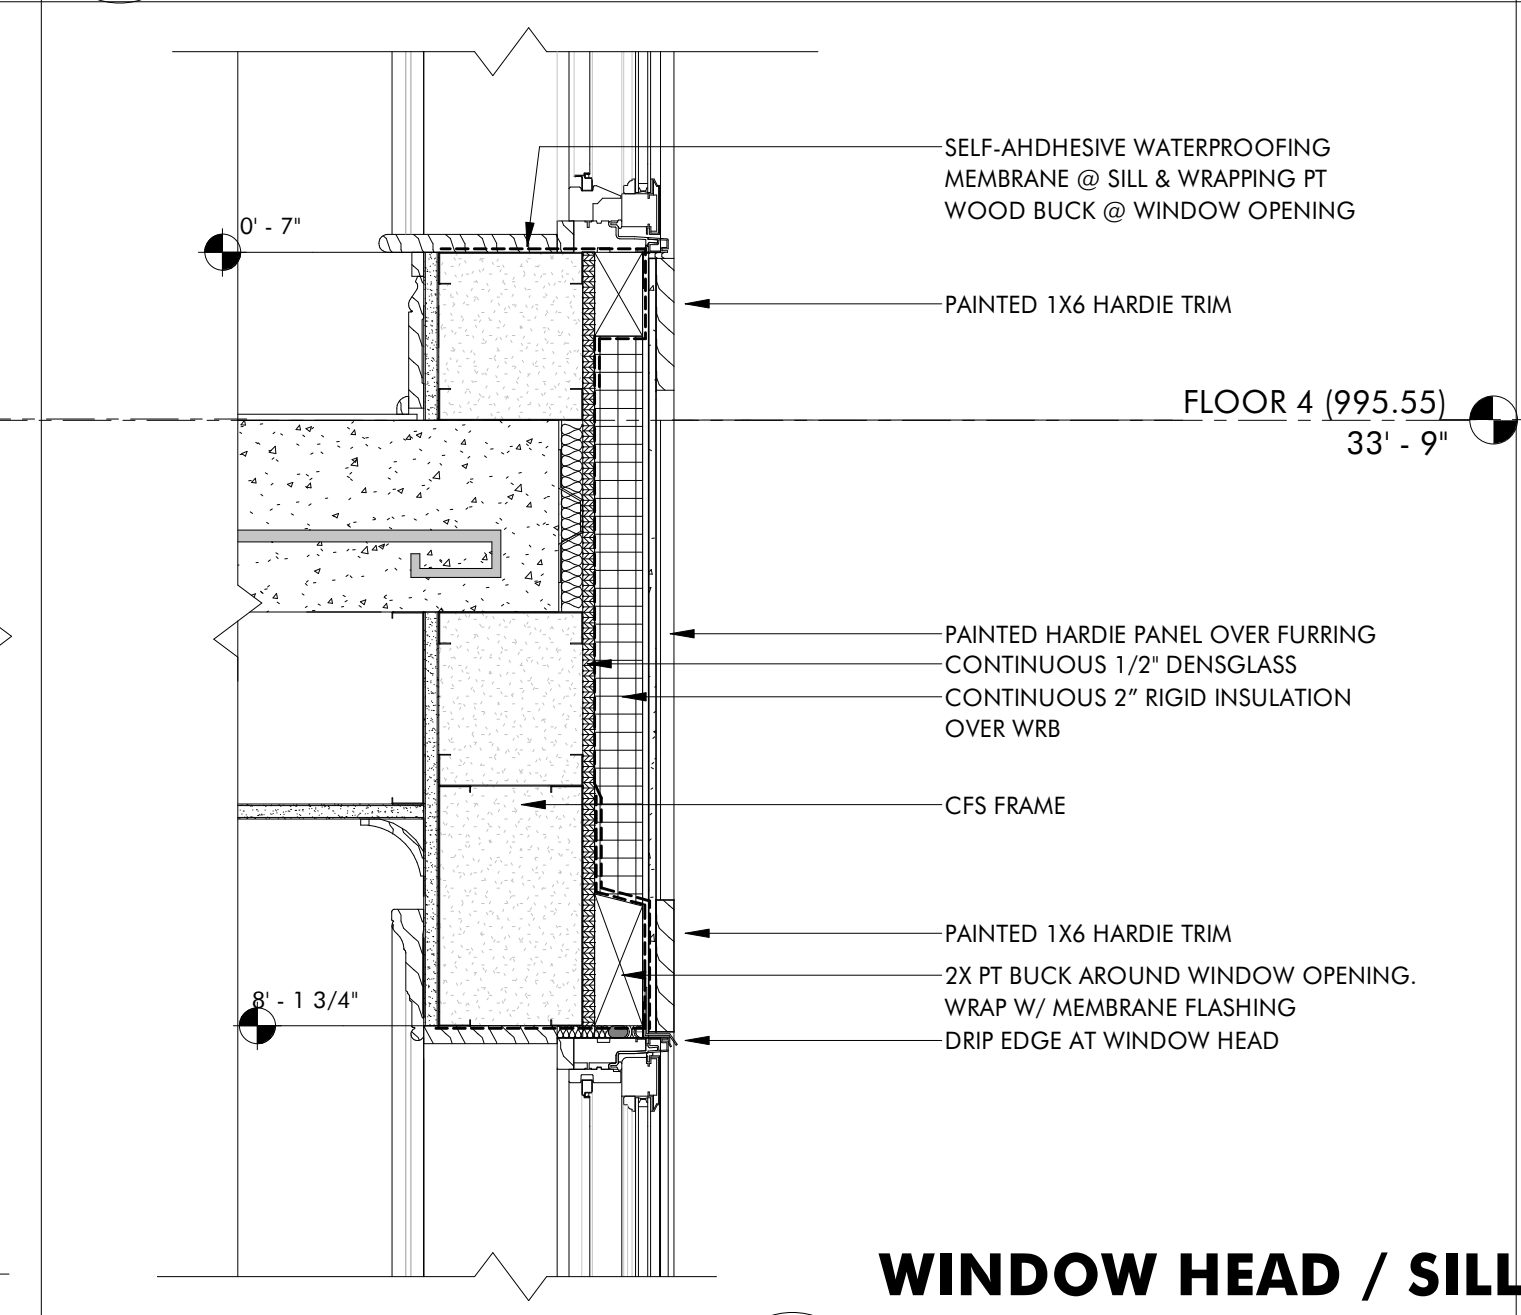 SELF-AHDHESIVE WATERPROOFING
MEMBRANE @ SILL & WRAPPING PT
WOOD BUCK @ WINDOW OPENING
0' - 7"
PAINTED 1X6 HARDIE TRIM
FLOOR 4 (995.55)
33' - 9"
PAINTED HARDIE PANEL OVER FURRING
CONTINUOUS 1/2" DENSGLASS
CONTINUOUS 2” RIGID INSULATION
OVER WRB
CFS FRAME
PAINTED 1X6 HARDIE TRIM
2X PT BUCK AROUND WINDOW OPENING.
WRAP W/ MEMBRANE FLASHING
8' - 1 3/4"
DRIP EDGE AT WINDOW HEAD
WINDOW HEAD / SILL